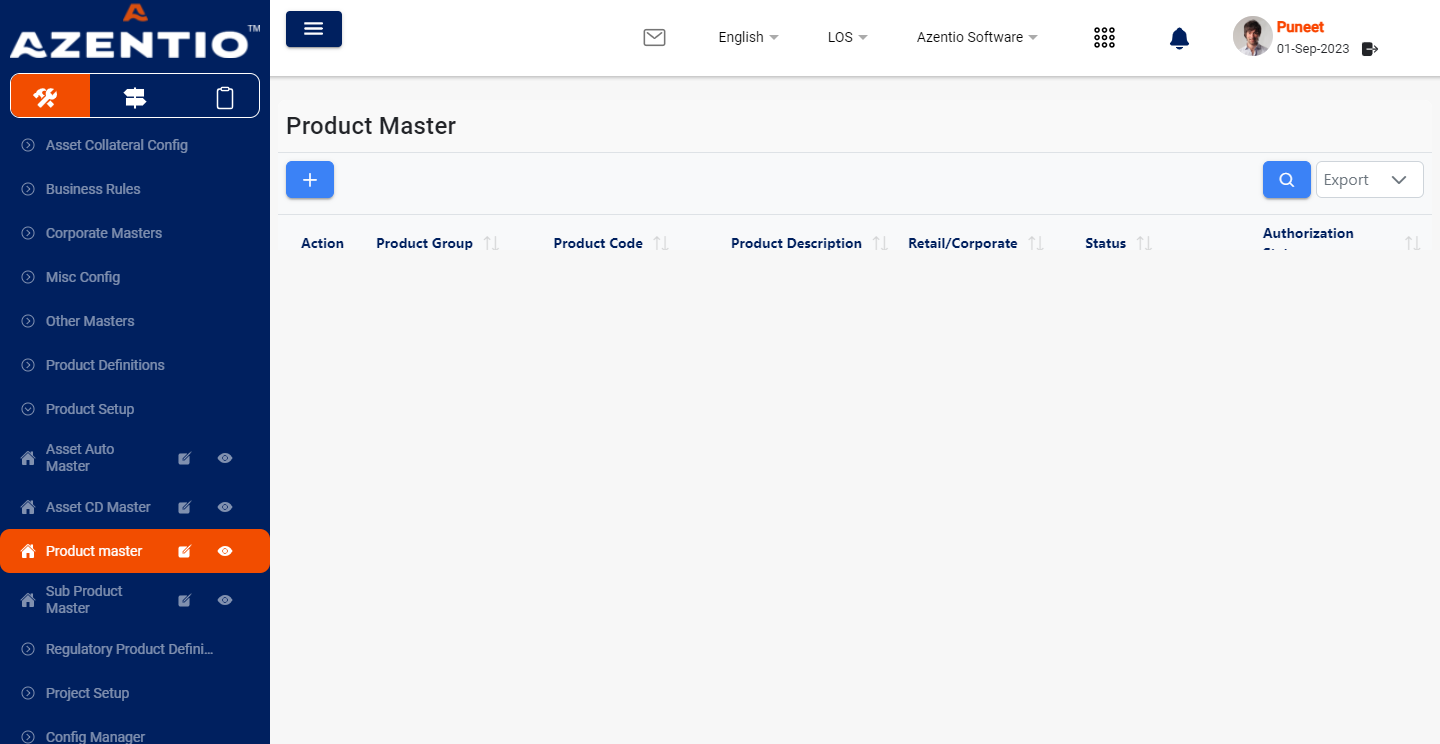 AZENTIO™
English
LOS
Azentio Software
Puneet
01-Sep-2023
Asset Collateral Config
Business Rules
Corporate Masters
Misc Config
Other Masters
Product Definitions
Product Setup
Asset Auto
Master
Asset CD Master
Product master
Sub Product
Master
Regulatory Product Defini...
Project Setup
Config Manager
Product Master
Export
Action
Product Group
Product Code
Product Description
Retail/Corporate
Status
Authorization